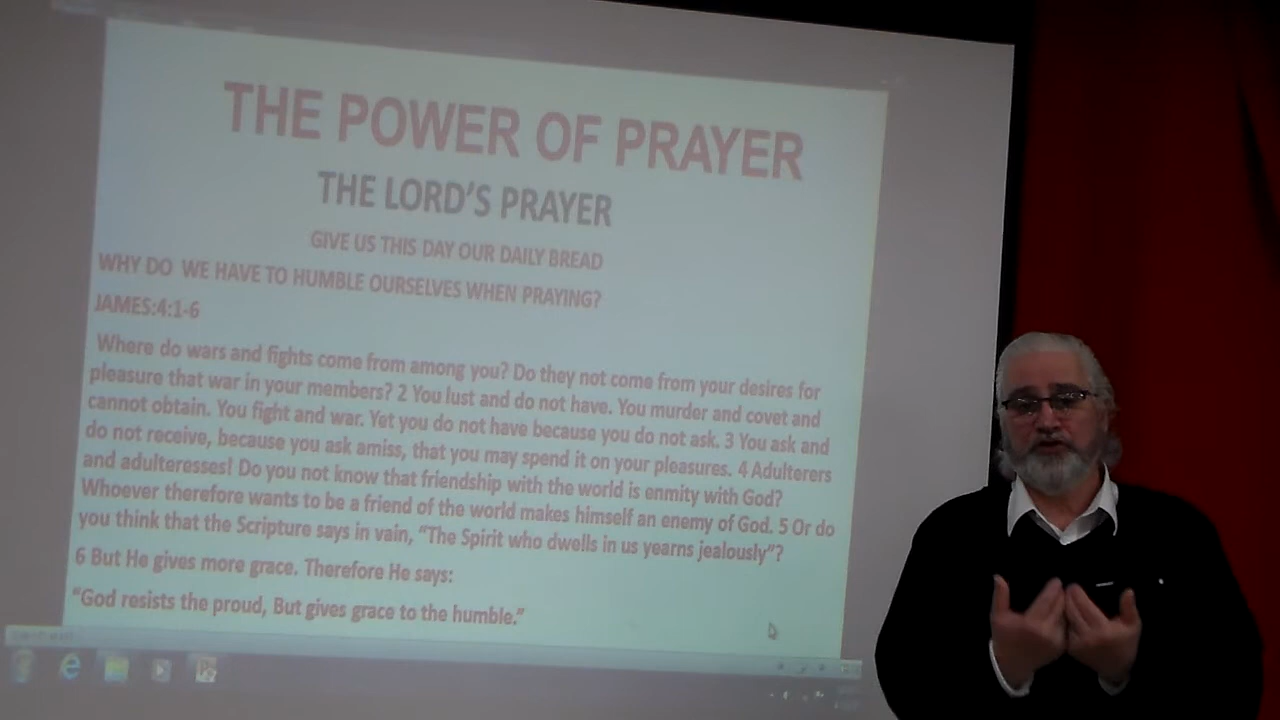 THE POWER OF PRAYER
THE LORD'S PRAYER
GIVE US THIS DAY OUR DAILY BREAD
WHY DO WE HAVE TO HUMBLE OURSELVES WHEN PRAYING?
JAMES:4:1-6
Where do wars and fights come from among you? Do they not come from your desires for
pleasure that war in your members? 2 You lust and do not have. You murder and covet and
cannot obtain. You fight and war. Yet you do not have because you do not ask. 3 You ask and
do not receive, because you ask amiss, that you may spend it on your pleasures. 4 Adulterers
and adulteresses! Do you not know that friendship with the world is enmity with God?
Whoever therefore wants to be a friend of the world makes himself an enemy of God. 5 Or do
you think that the Scripture says in vain, "The Spirit who dwells in us yearns jealously"?
6 But He gives more grace. Therefore He says:
"God resists the proud, But gives grace to the humble."